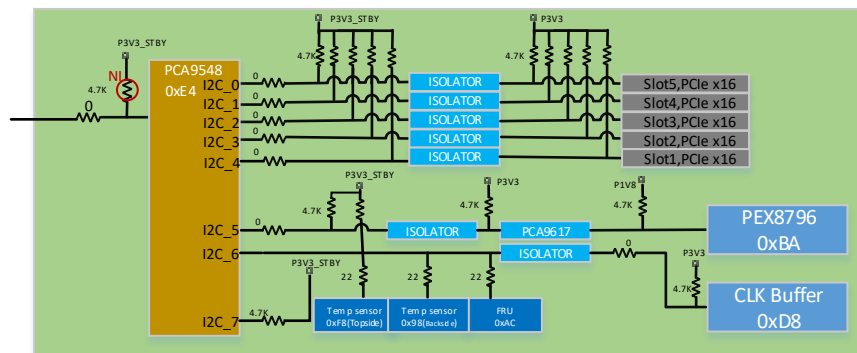 P3V3_STBY
P3V3
P3V3_STBY
NI
4.7K
0
PCA9548
0xE4
4.7K
4.7K
I2C_0
0
ISOLATOR
Slot5,PCIe x16
I2C_1
0
ISOLATOR
Slot4,PCIe x16
I2C_2
0
ISOLATOR
Slot3,PCIe x16
I2C_3
0
ISOLATOR
Slot2,PCIe x16
I2C_4
0
ISOLATOR
Slot1,PCIe x16
P3V3_STBY
P3V3
P1V8
4.7K
4.7K
4.7K
I2C_5
0
ISOLATOR
PCA9617
PEX8796
0xBA
I2C_6
ISOLATOR
0
P3V3
P3V3_STBY
22
22
22
4.7K
I2C_7
4.7K
Temp sensor
0xF8(Topside)
Temp sensor
0x98(Backside)
FRU
0xAC
CLK Buffer
0xD8